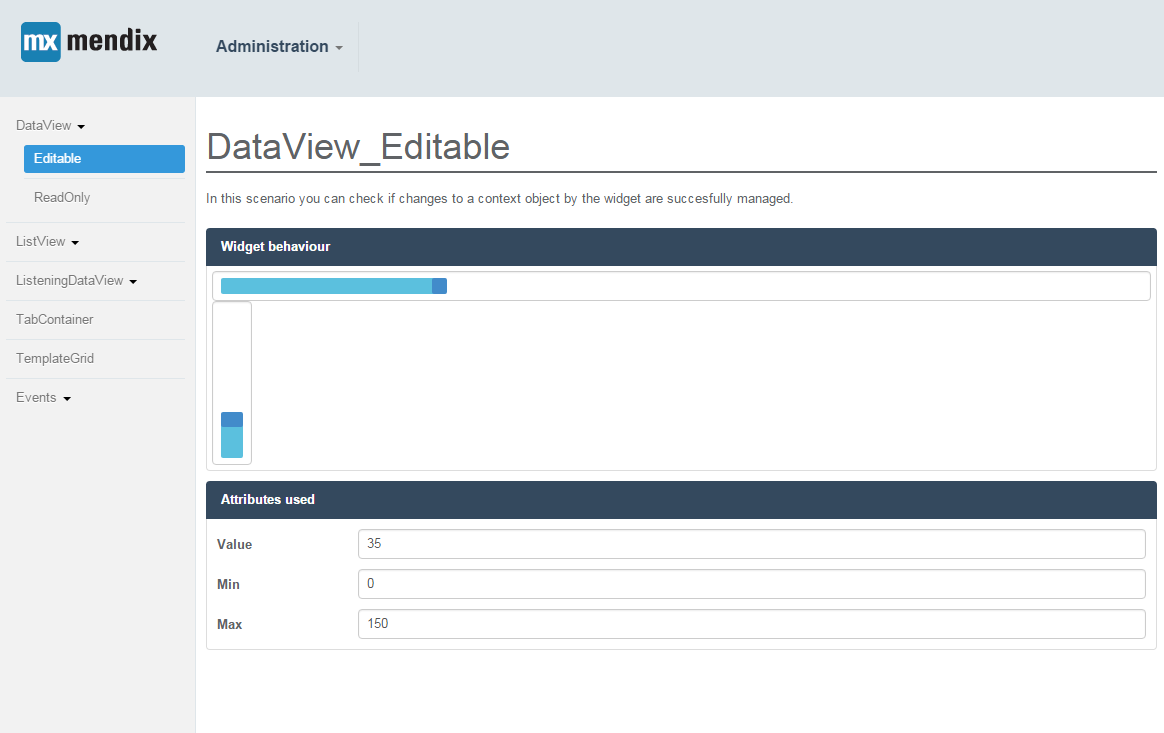 mx mendix
Administration
DataView
Editable
ReadOnly
ListView
ListeningDataView
TabContainer
TemplateGrid
Events
DataView_Editable
In this scenario you can check if changes to a context object by the widget are succesfully managed.
Widget behaviour
Attributes used
Value 35
Min 0
Max 150